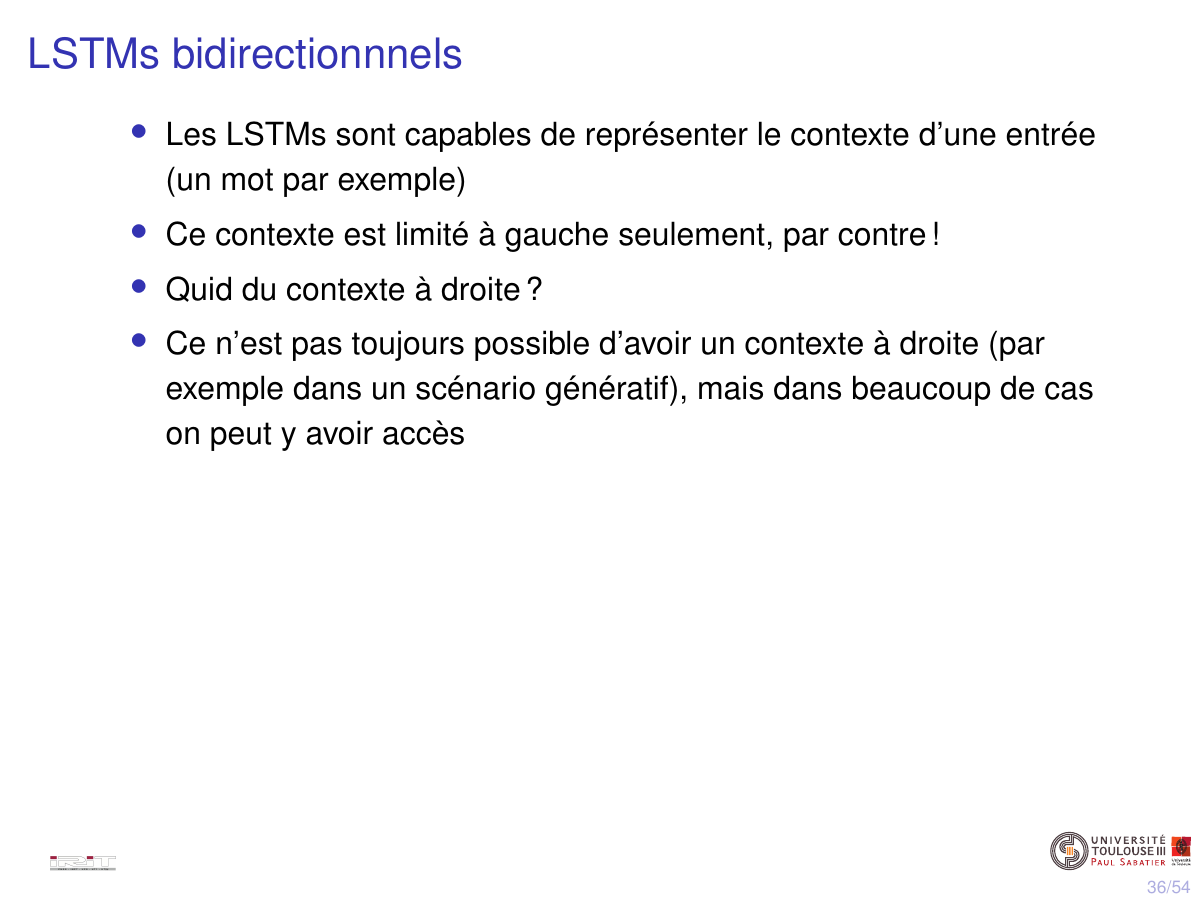 LSTMs bidirectionnnels
• Les LSTMs sont capables de représenter le contexte d'une entrée
(un mot par exemple)
• Ce contexte est limité à gauche seulement, par contre !
• Quid du contexte à droite ?
• Ce n'est pas toujours possible d'avoir un contexte à droite (par
exemple dans un scénario génératif), mais dans beaucoup de cas
on peut y avoir accès
IRIT
UNIVERSITÉ
TOULOUSE III
PAUL SABATIER
36/54